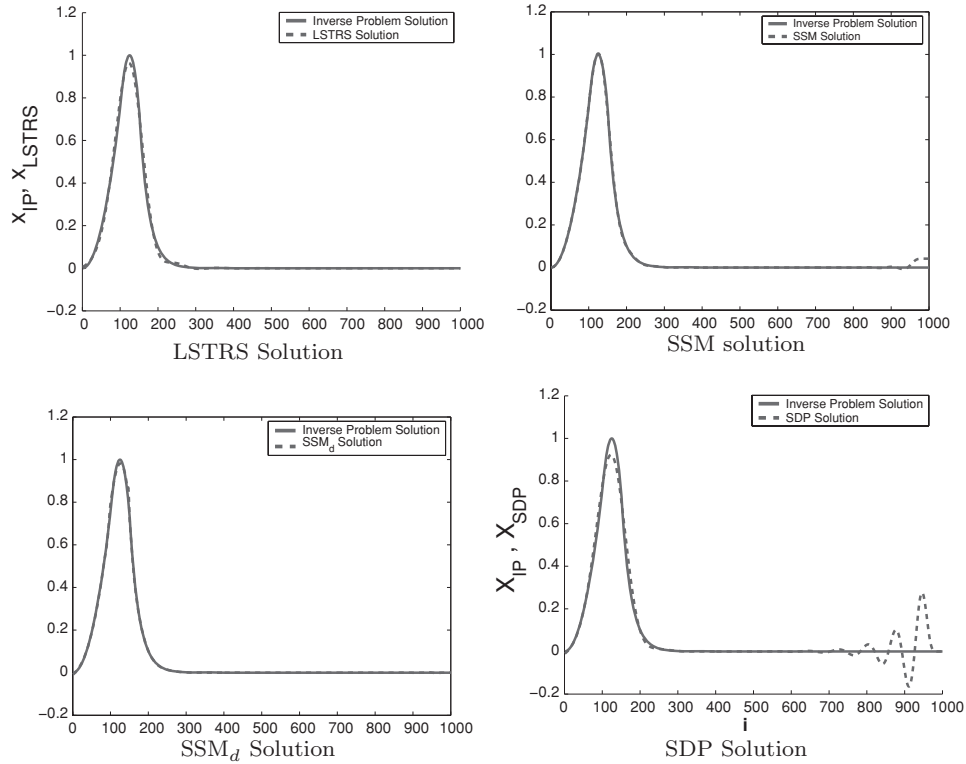 1.2
1
0.8
0.6
0.4
0.2
0
−0.2
x_IP, x_LSTRS
Inverse Problem Solution
LSTRS Solution
0 100 200 300 400 500 600 700 800 900 1000
LSTRS Solution
1.2
1
0.8
0.6
0.4
0.2
0
−0.2
Inverse Problem Solution
SSM Solution
0 100 200 300 400 500 600 700 800 900 1000
SSM solution
1.2
1
0.8
0.6
0.4
0.2
0
−0.2
Inverse Problem Solution
SSM_d Solution
0 100 200 300 400 500 600 700 800 900 1000
SSM_d Solution
1.2
1
0.8
0.6
0.4
0.2
0
−0.2
X_IP , X_SDP
Inverse Problem Solution
SDP Solution
0 100 200 300 400 500 600 700 800 900 1000
i
SDP Solution